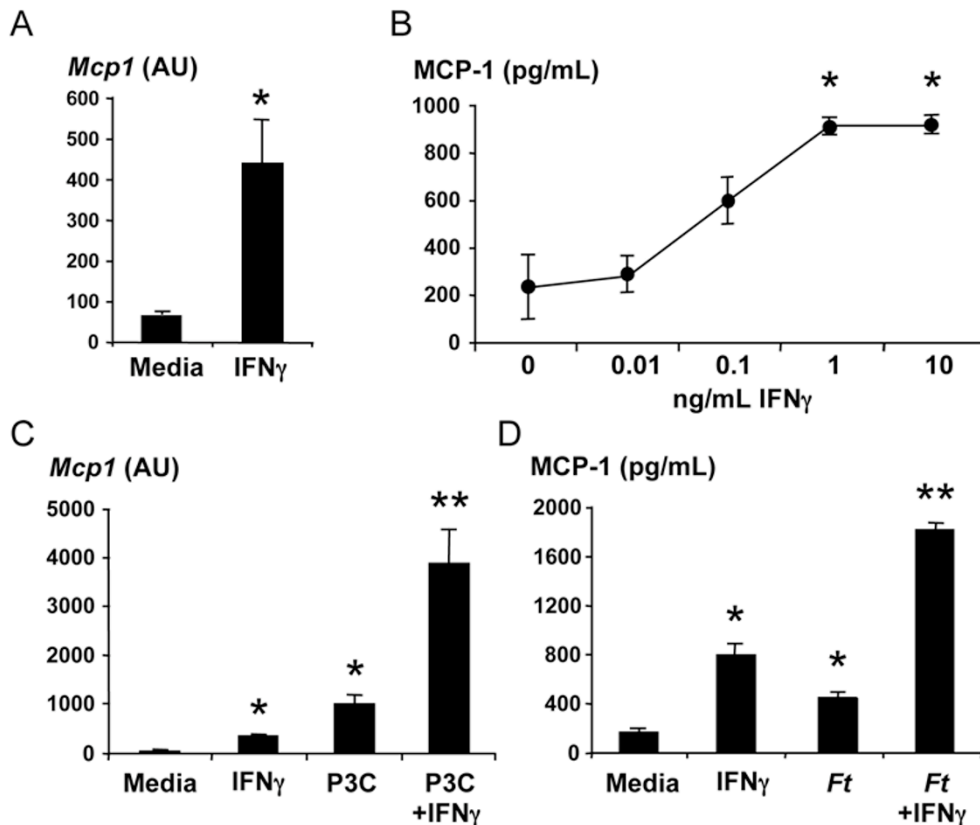 A
Mcp1 (AU)
600
500
400
300
200
100
0
*
Media IFNγ
B
MCP-1 (pg/mL)
1000
800
600
400
200
0
* *
0 0.01 0.1 1 10
ng/mL IFNγ
C
Mcp1 (AU)
5000
4000
3000
2000
1000
0
*
*
**
Media IFNγ P3C P3C
+IFNγ
D
MCP-1 (pg/mL)
2000
1600
1200
800
400
0
*
*
**
Media IFNγ Ft Ft
+IFNγ